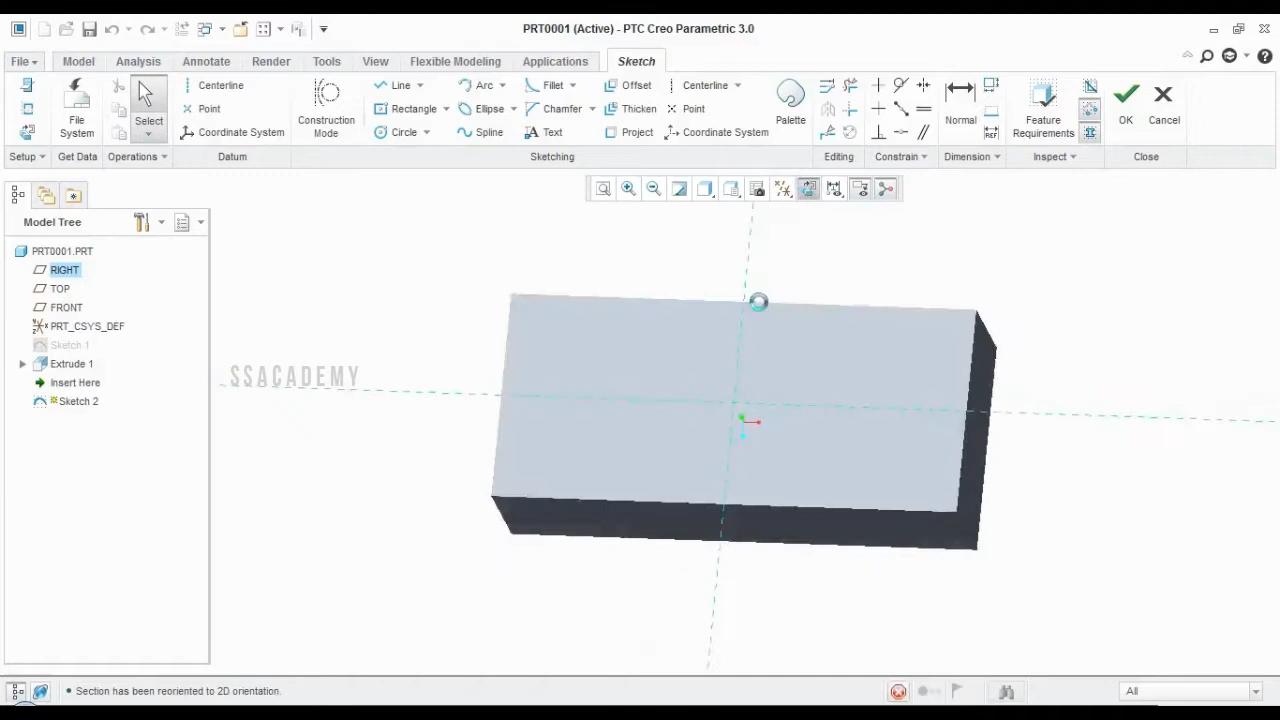 PRT0001 (Active) - PTC Creo Parametric 3.0
File Model Analysis Annotate Render Tools View Flexible Modeling Applications Sketch
Centerline Line Arc Fillet Offset Centerline
Point Rectangle Ellipse Chamfer Thicken Point
File System Select Coordinate System Construction Mode Circle Spline Text Project Coordinate System Palette Normal Feature Requirements OK Cancel
Setup Get Data Operations Datum Sketching Editing Constrain Dimension Inspect Close
Model Tree
PRT0001.PRT
RIGHT
TOP
FRONT
PRT_CSYS_DEF
Sketch 1
Extrude 1
Insert Here
Sketch 2
SSACADEMY
Section has been reoriented to 2D orientation.
All